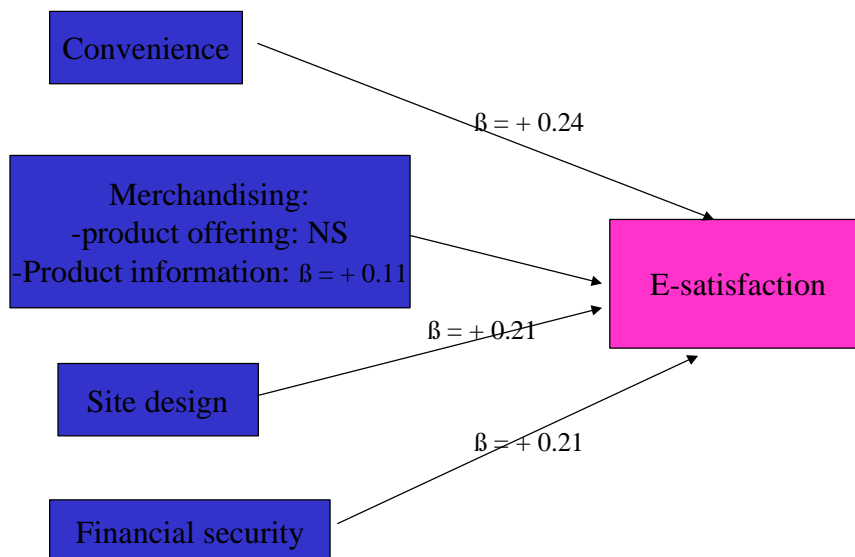 Convenience
ß = + 0.24
Merchandising:
-product offering: NS
-Product information: ß = + 0.11
E-satisfaction
ß = + 0.21
Site design
ß = + 0.21
Financial security